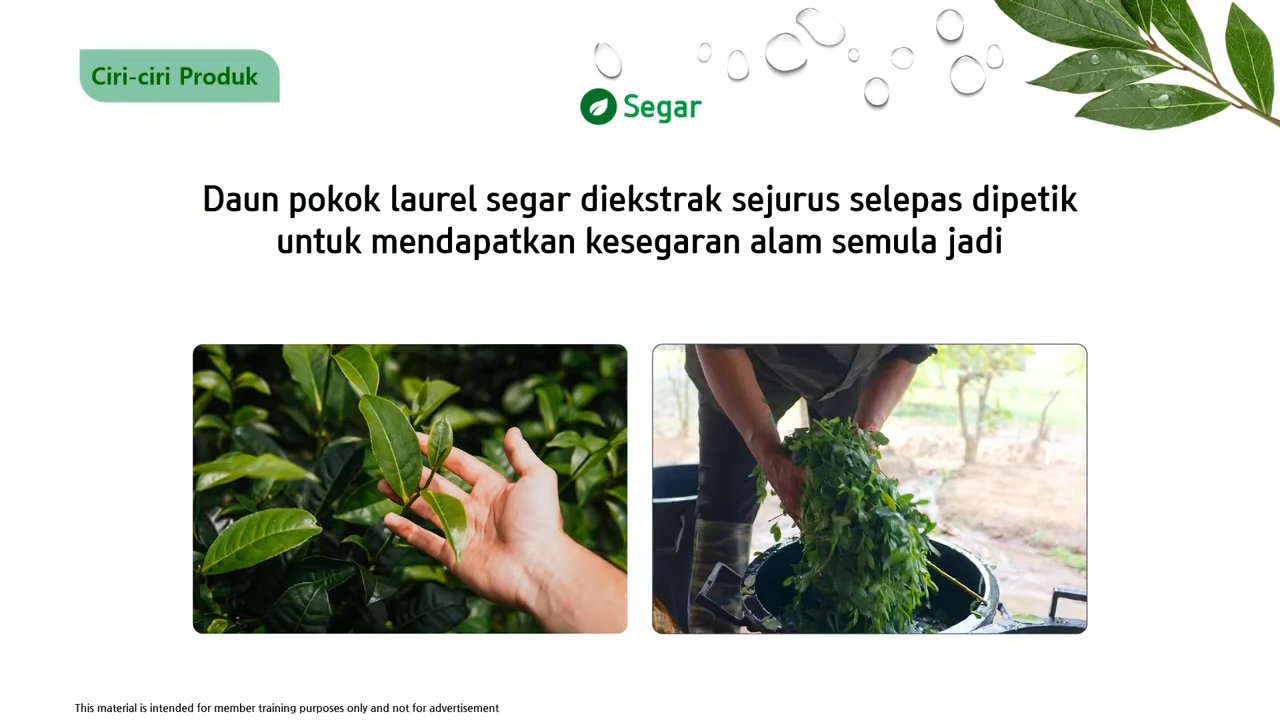 Ciri-ciri Produk
Segar
Daun pokok laurel segar diekstrak sejurus selepas dipetik
untuk mendapatkan kesegaran alam semula jadi
This material is intended for member training purposes only and not for advertisement